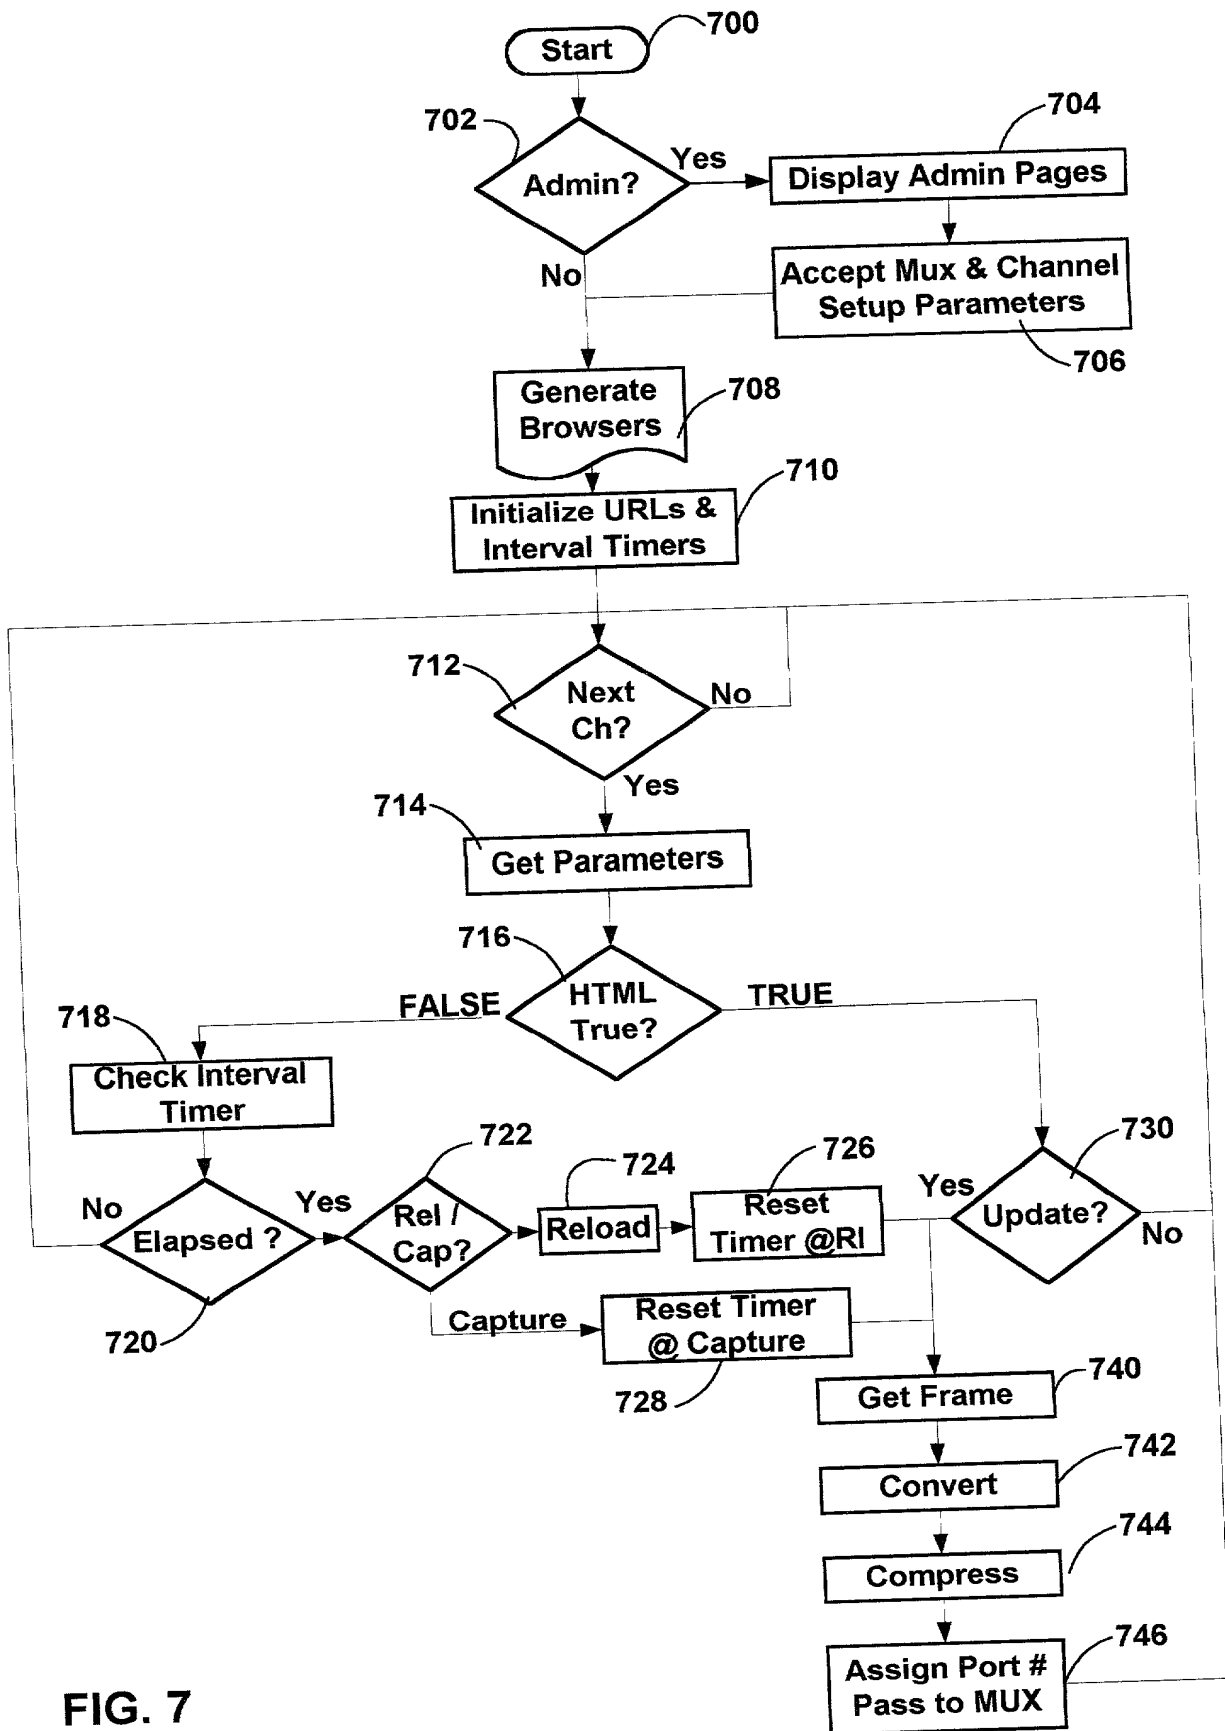 700
Start
702
704
Admin?
Yes
Display Admin Pages
No
Accept Mux & Channel
Setup Parameters
706
Generate
Browsers
708
710
Initialize URLs &
Interval Timers
712
Next
Ch?
No
Yes
714
Get Parameters
716
HTML
True?
FALSE
TRUE
718
Check Interval
Timer
No
Elapsed ?
Yes
720
722
Rel /
Cap?
724
Reload
726
Reset
Timer @RI
730
Yes
Update?
No
Capture
Reset Timer
@ Capture
728
740
Get Frame
742
Convert
744
Compress
746
Assign Port #
Pass to MUX
FIG. 7